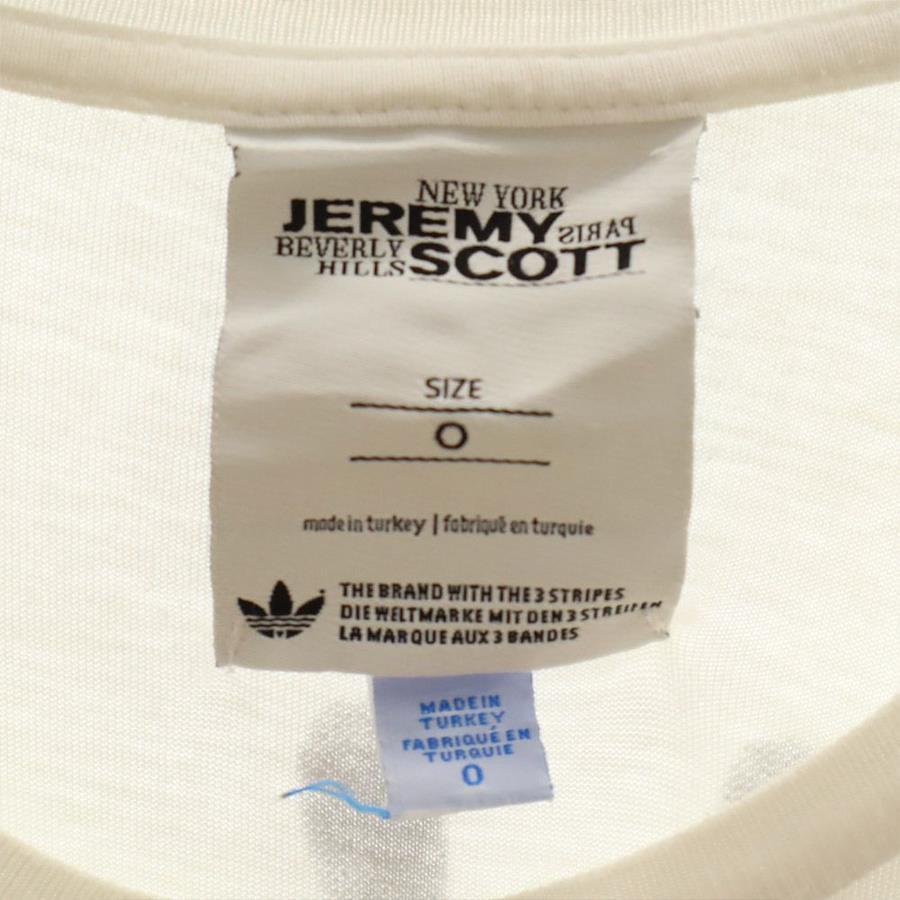 NEW YORK
JEREMY PARIS
BEVERLY HILLS SCOTT
SIZE
O
made in turkey | fabriqué en turquie
THE BRAND WITH THE 3 STRIPES
DIE WELTMARKE MIT DEN 3 STREIFEN
LA MARQUE AUX 3 BANDES
MADE IN
TURKEY
FABRIQUÉ EN
TURQUIE
O